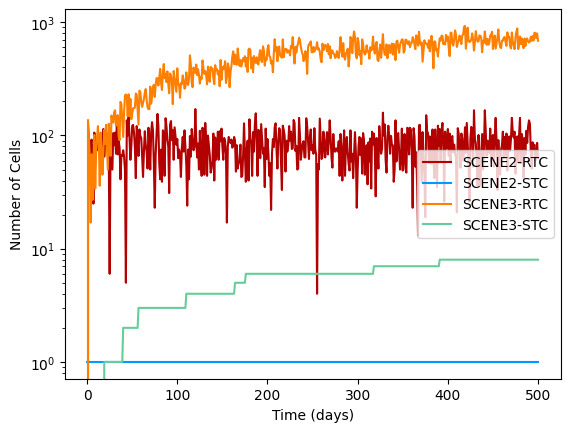 10³
10²
10¹
10⁰
Number of Cells
SCENE2-RTC
SCENE2-STC
SCENE3-RTC
SCENE3-STC
0 100 200 300 400 500
Time (days)